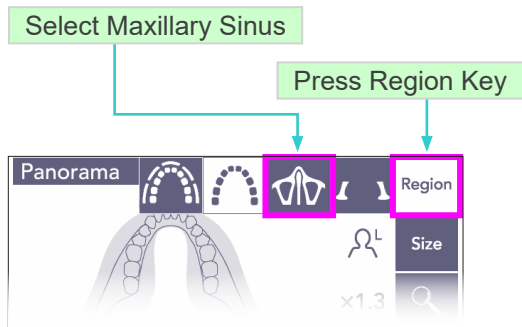 Select Maxillary Sinus
Press Region Key
Panorama
Region
L
Size
×1.3